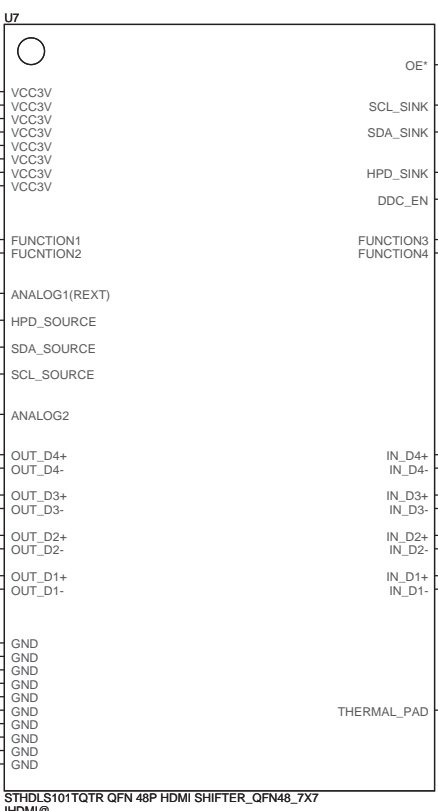 U7
OE*
VCC3V
VCC3V
VCC3V
VCC3V
VCC3V
VCC3V
VCC3V
VCC3V
SCL_SINK
SDA_SINK
HPD_SINK
DDC_EN
FUNCTION1
FUCNTION2
FUNCTION3
FUNCTION4
ANALOG1(REXT)
HPD_SOURCE
SDA_SOURCE
SCL_SOURCE
ANALOG2
OUT_D4+
OUT_D4-
OUT_D3+
OUT_D3-
OUT_D2+
OUT_D2-
OUT_D1+
OUT_D1-
IN_D4+
IN_D4-
IN_D3+
IN_D3-
IN_D2+
IN_D2-
IN_D1+
IN_D1-
GND
GND
GND
GND
GND
GND
GND
GND
GND
GND
THERMAL_PAD
STHDLS101TQTR QFN 48P HDMI SHIFTER_QFN48_7X7
IHDMI@